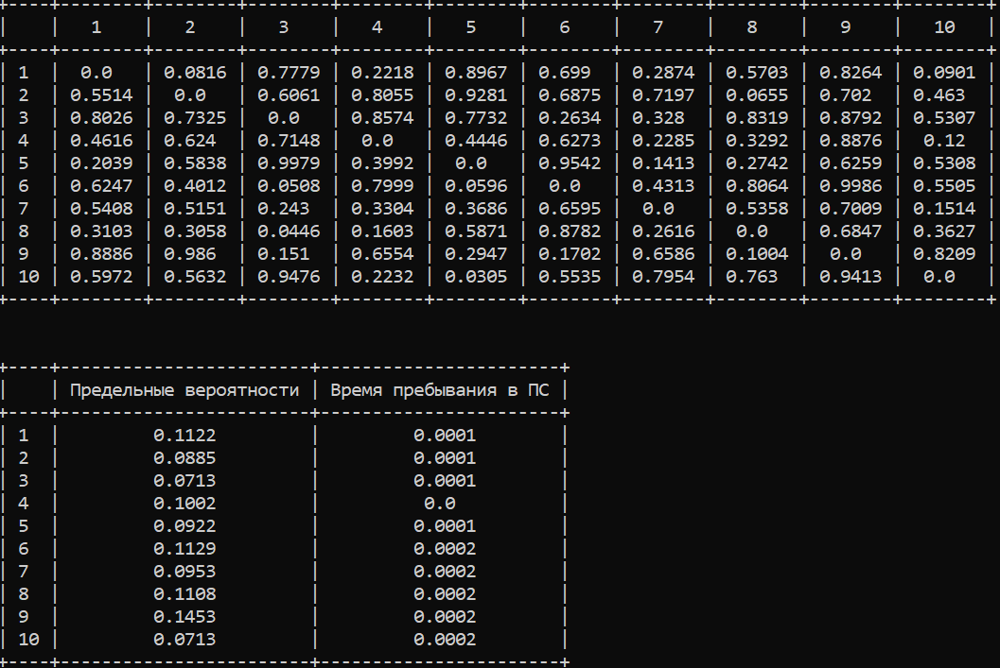 +----+--------+--------+--------+--------+--------+--------+--------+--------+--------+--------+
|    |   1    |   2    |   3    |   4    |   5    |   6    |   7    |   8    |   9    |   10   |
+----+--------+--------+--------+--------+--------+--------+--------+--------+--------+--------+
| 1  |  0.0   | 0.0816 | 0.7779 | 0.2218 | 0.8967 | 0.699  | 0.2874 | 0.5703 | 0.8264 | 0.0901 |
| 2  | 0.5514 |  0.0   | 0.6061 | 0.8055 | 0.9281 | 0.6875 | 0.7197 | 0.0655 | 0.702  | 0.463  |
| 3  | 0.8026 | 0.7325 |  0.0   | 0.8574 | 0.7732 | 0.2634 | 0.328  | 0.8319 | 0.8792 | 0.5307 |
| 4  | 0.4616 | 0.624  | 0.7148 |  0.0   | 0.4446 | 0.6273 | 0.2285 | 0.3292 | 0.8876 |  0.12  |
| 5  | 0.2039 | 0.5838 | 0.9979 | 0.3992 |  0.0   | 0.9542 | 0.1413 | 0.2742 | 0.6259 | 0.5308 |
| 6  | 0.6247 | 0.4012 | 0.0508 | 0.7999 | 0.0596 |  0.0   | 0.4313 | 0.8064 | 0.9986 | 0.5505 |
| 7  | 0.5408 | 0.5151 | 0.243  | 0.3304 | 0.3686 | 0.6595 |  0.0   | 0.5358 | 0.7009 | 0.1514 |
| 8  | 0.3103 | 0.3058 | 0.0446 | 0.1603 | 0.5871 | 0.8782 | 0.2616 |  0.0   | 0.6847 | 0.3627 |
| 9  | 0.8886 | 0.986  | 0.151  | 0.6554 | 0.2947 | 0.1702 | 0.6586 | 0.1004 |  0.0   | 0.8209 |
| 10 | 0.5972 | 0.5632 | 0.9476 | 0.2232 | 0.0305 | 0.5535 | 0.7954 | 0.763  | 0.9413 |  0.0   |
+----+--------+--------+--------+--------+--------+--------+--------+--------+--------+--------+
+----+------------------------+-----------------------+
|    | Предельные вероятности | Время пребывания в ПС |
+----+------------------------+-----------------------+
| 1  |         0.1122         |        0.0001         |
| 2  |         0.0885         |        0.0001         |
| 3  |         0.0713         |        0.0001         |
| 4  |         0.1002         |         0.0           |
| 5  |         0.0922         |        0.0001         |
| 6  |         0.1129         |        0.0002         |
| 7  |         0.0953         |        0.0002         |
| 8  |         0.1108         |        0.0002         |
| 9  |         0.1453         |        0.0002         |
| 10 |         0.0713         |        0.0002         |
+----+------------------------+-----------------------+